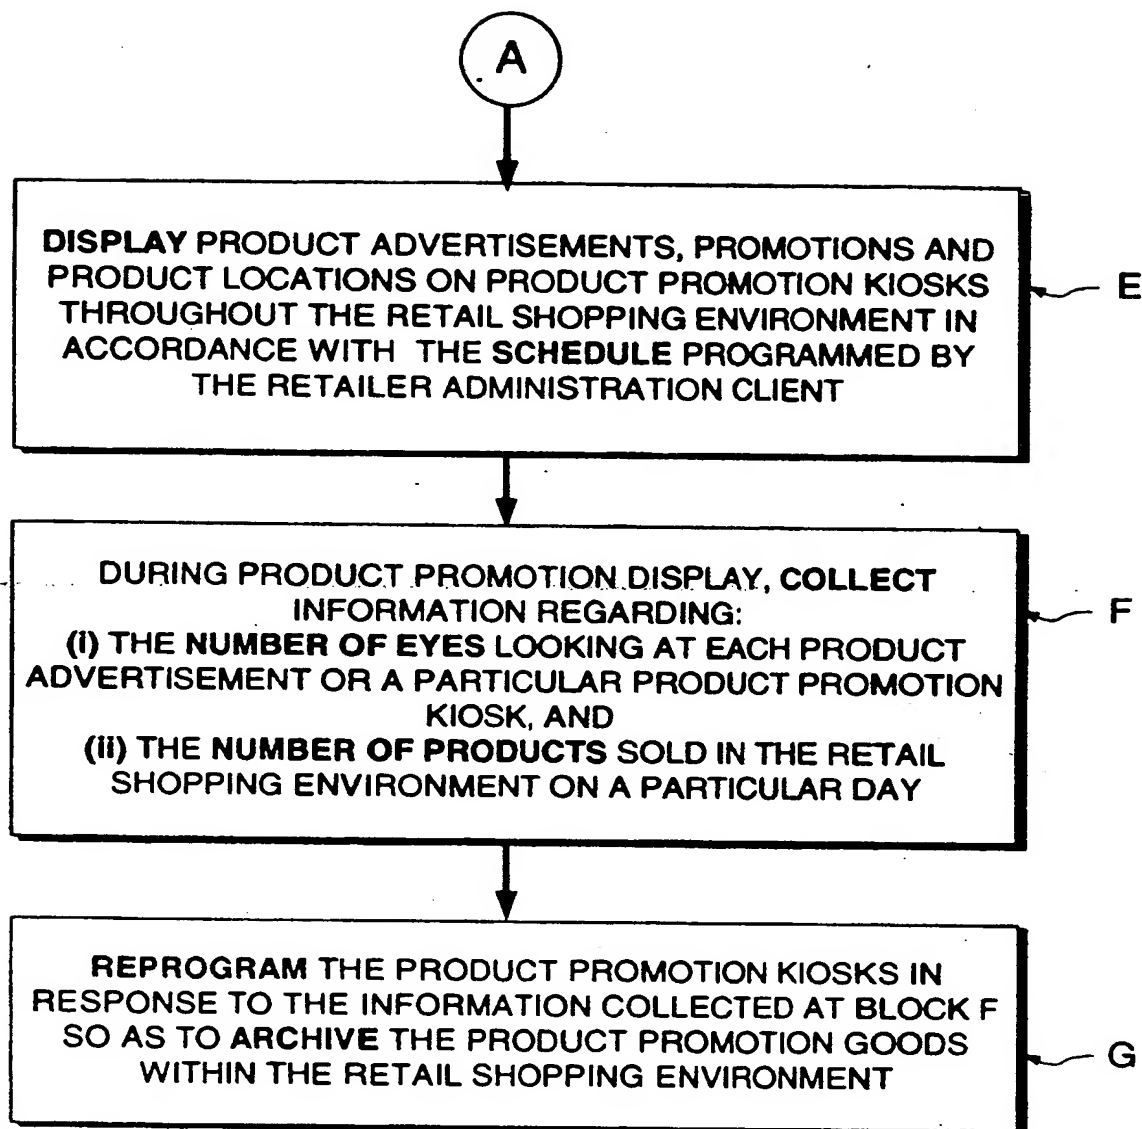 A
DISPLAY PRODUCT ADVERTISEMENTS, PROMOTIONS AND
PRODUCT LOCATIONS ON PRODUCT PROMOTION KIOSKS
THROUGHOUT THE RETAIL SHOPPING ENVIRONMENT IN
ACCORDANCE WITH THE SCHEDULE PROGRAMMED BY
THE RETAILER ADMINISTRATION CLIENT
E
DURING PRODUCT PROMOTION DISPLAY, COLLECT
INFORMATION REGARDING:
(i) THE NUMBER OF EYES LOOKING AT EACH PRODUCT
ADVERTISEMENT OR A PARTICULAR PRODUCT PROMOTION
KIOSK, AND
(ii) THE NUMBER OF PRODUCTS SOLD IN THE RETAIL
SHOPPING ENVIRONMENT ON A PARTICULAR DAY
F
REPROGRAM THE PRODUCT PROMOTION KIOSKS IN
RESPONSE TO THE INFORMATION COLLECTED AT BLOCK F
SO AS TO ARCHIVE THE PRODUCT PROMOTION GOODS
WITHIN THE RETAIL SHOPPING ENVIRONMENT
G